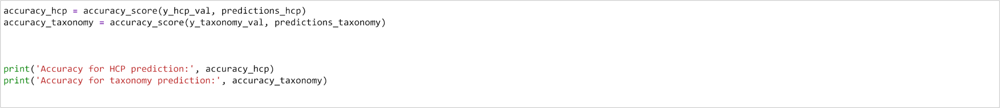 accuracy_hcp = accuracy_score(y_hcp_val, predictions_hcp)
accuracy_taxonomy = accuracy_score(y_taxonomy_val, predictions_taxonomy)
print('Accuracy for HCP prediction:', accuracy_hcp)
print('Accuracy for taxonomy prediction:', accuracy_taxonomy)